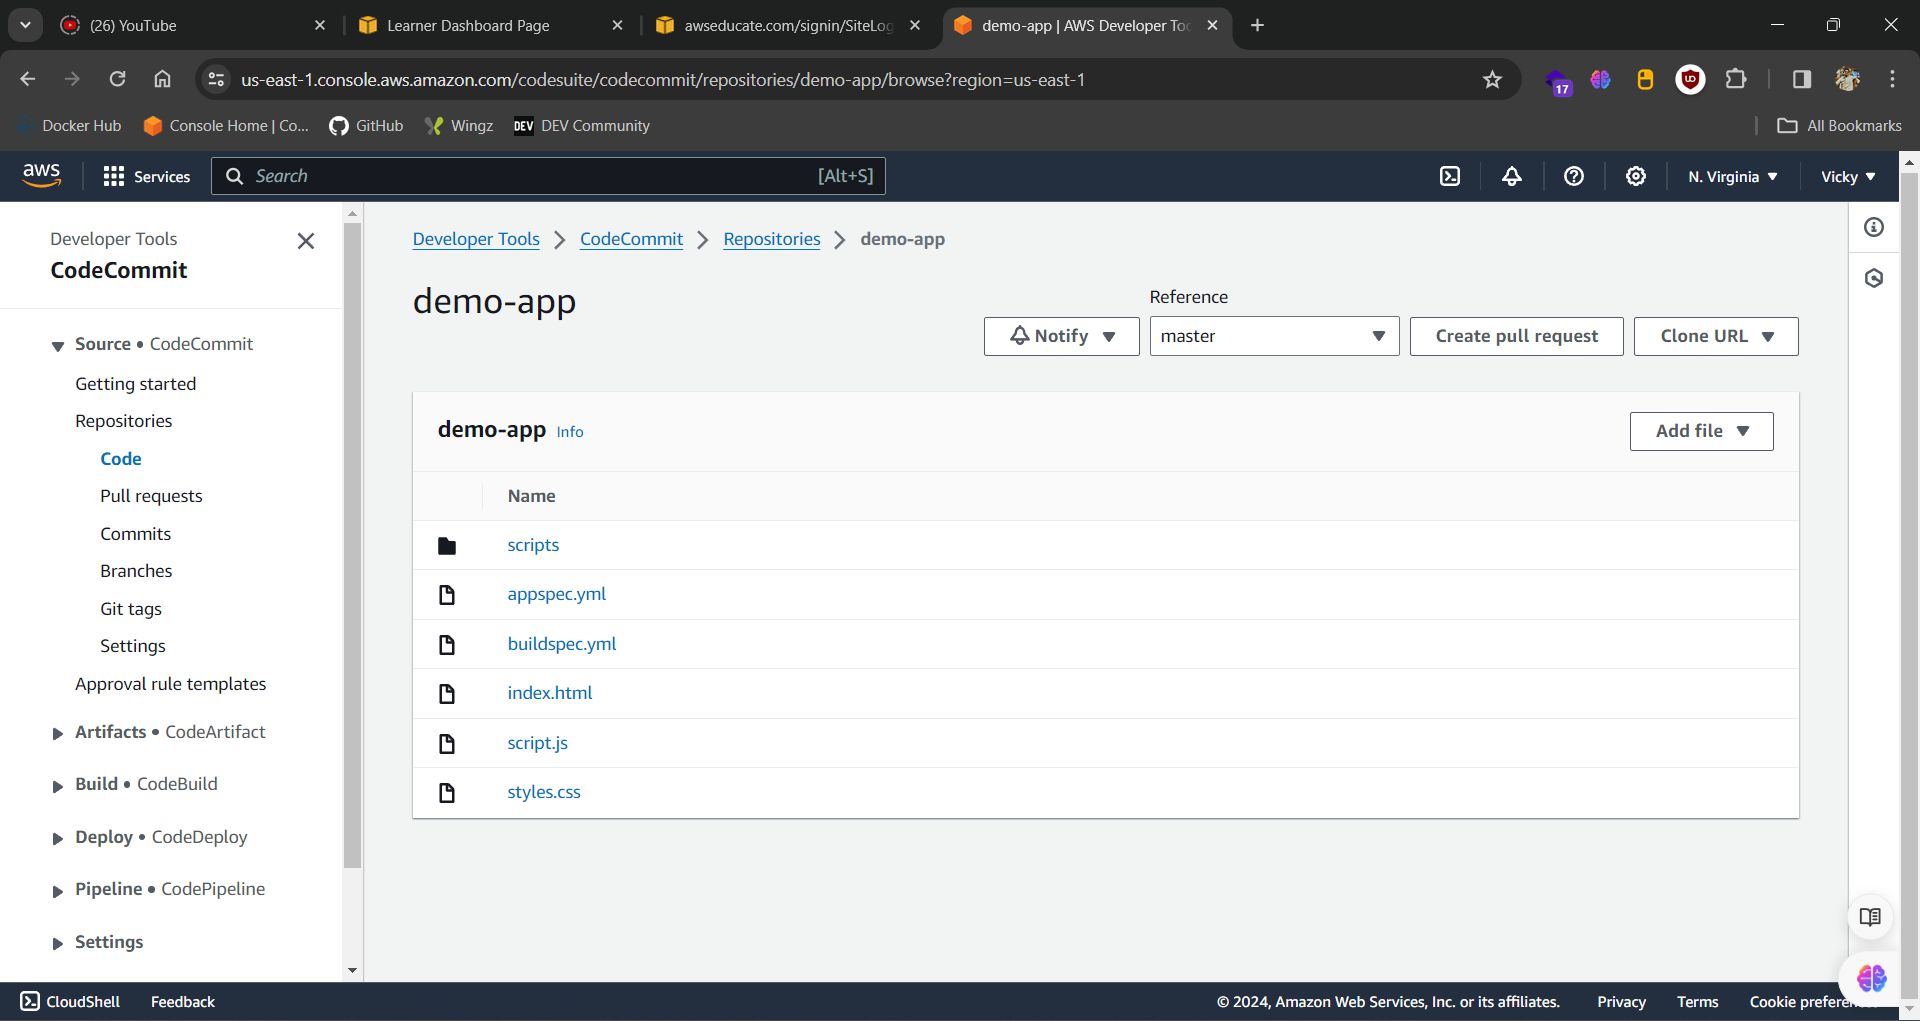 (26) YouTube
Learner Dashboard Page
awseducate.com/signin/SiteLog
demo-app | AWS Developer Too
us-east-1.console.aws.amazon.com/codesuite/codecommit/repositories/demo-app/browse?region=us-east-1
17
Docker Hub
Console Home | Co...
GitHub
Wingz
DEV
DEV Community
All Bookmarks
aws
Services
Search
[Alt+S]
N. Virginia
Vicky
Developer Tools
CodeCommit
Source • CodeCommit
Getting started
Repositories
Code
Pull requests
Commits
Branches
Git tags
Settings
Approval rule templates
Artifacts • CodeArtifact
Build • CodeBuild
Deploy • CodeDeploy
Pipeline • CodePipeline
Settings
Developer Tools
CodeCommit
Repositories
demo-app
demo-app
Reference
Notify
master
Create pull request
Clone URL
demo-app Info
Add file
Name
scripts
appspec.yml
buildspec.yml
index.html
script.js
styles.css
CloudShell
Feedback
© 2024, Amazon Web Services, Inc. or its affiliates.
Privacy
Terms
Cookie